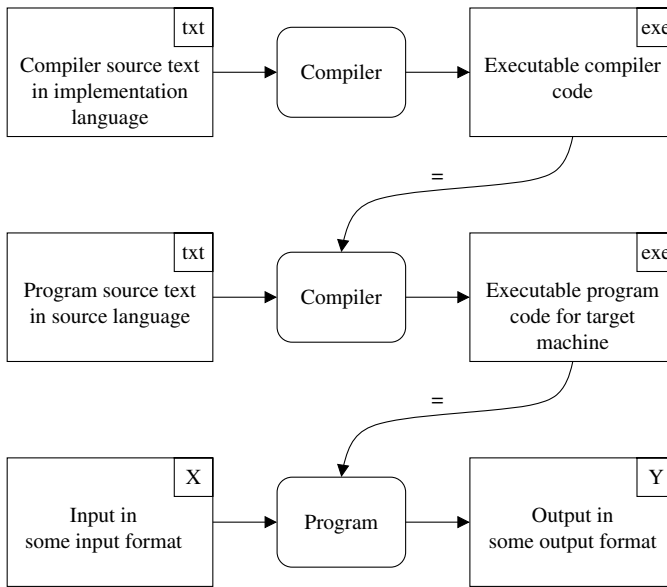 txt
Compiler source text
in implementation
language
Compiler
exe
Executable compiler
code
=
txt
Program source text
in source language
Compiler
exe
Executable program
code for target
machine
=
X
Input in
some input format
Program
Y
Output in
some output format